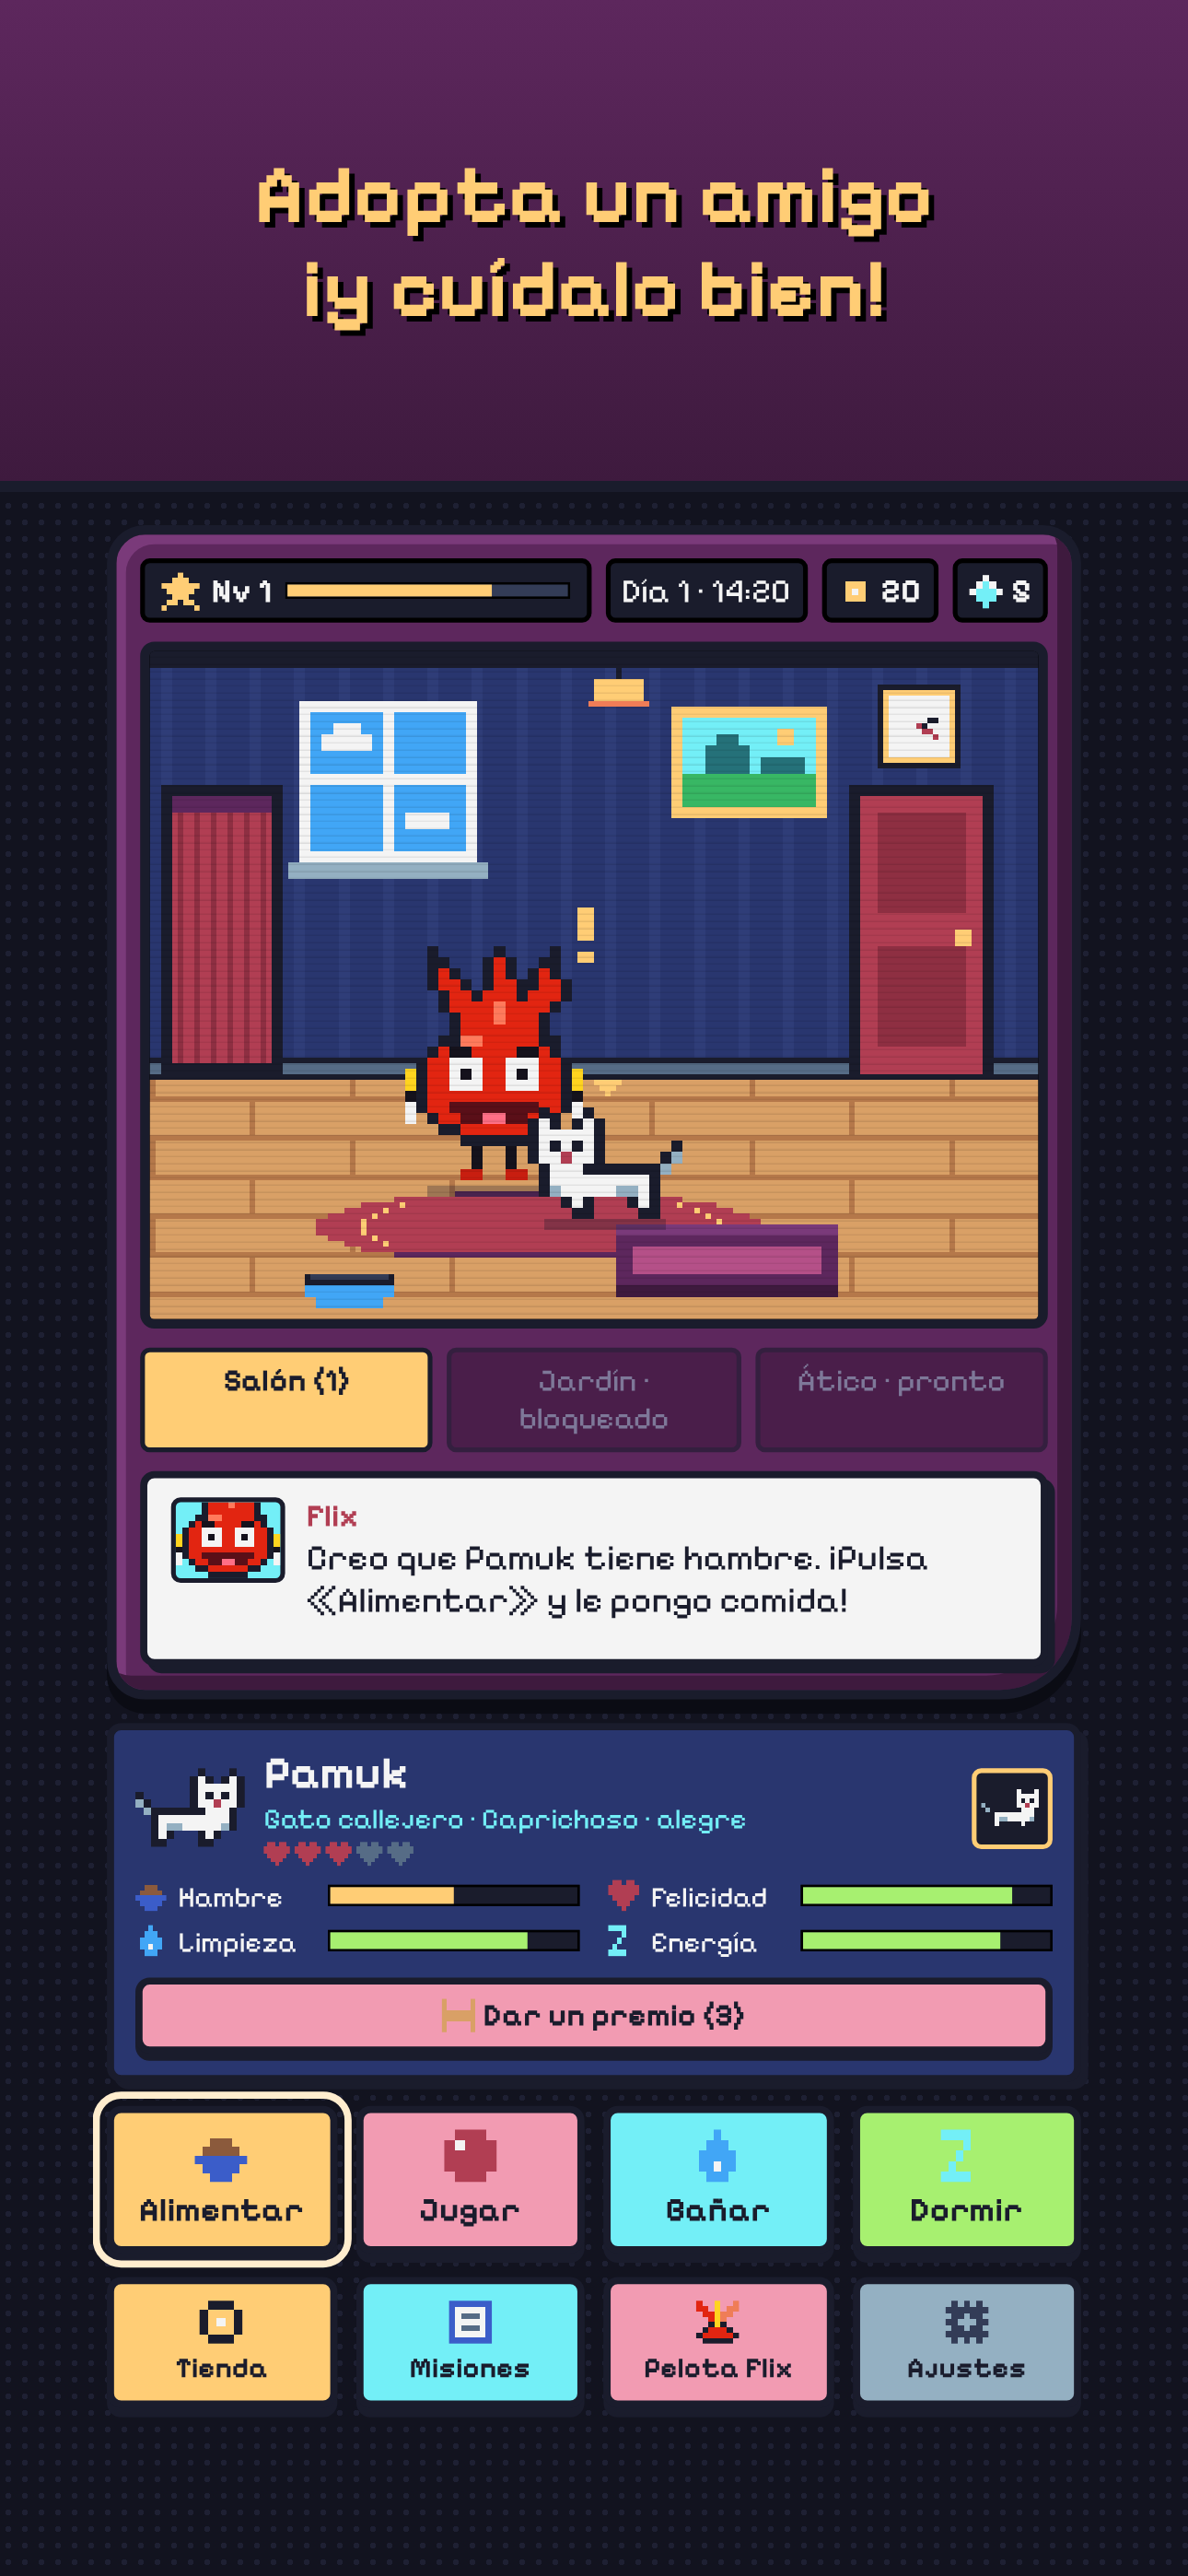 Adopta un amigo
¡y cuídalo bien!
Nv 1
Día 1 · 14:20
80
S
Salón (1)
Jardín ·
bloqueado
Ático · pronto
Flix
Creo que Pamuk tiene hambre. ¡Pulsa
«Alimentar» y le pongo comida!
Pamuk
Gato callejero · Caprichoso · alegre
Hambre
Felicidad
Limpieza
Energía
Dar un premio (3)
Alimentar
Jugar
Bañar
Dormir
Tienda
Misiones
Pelota Flix
Ajustes